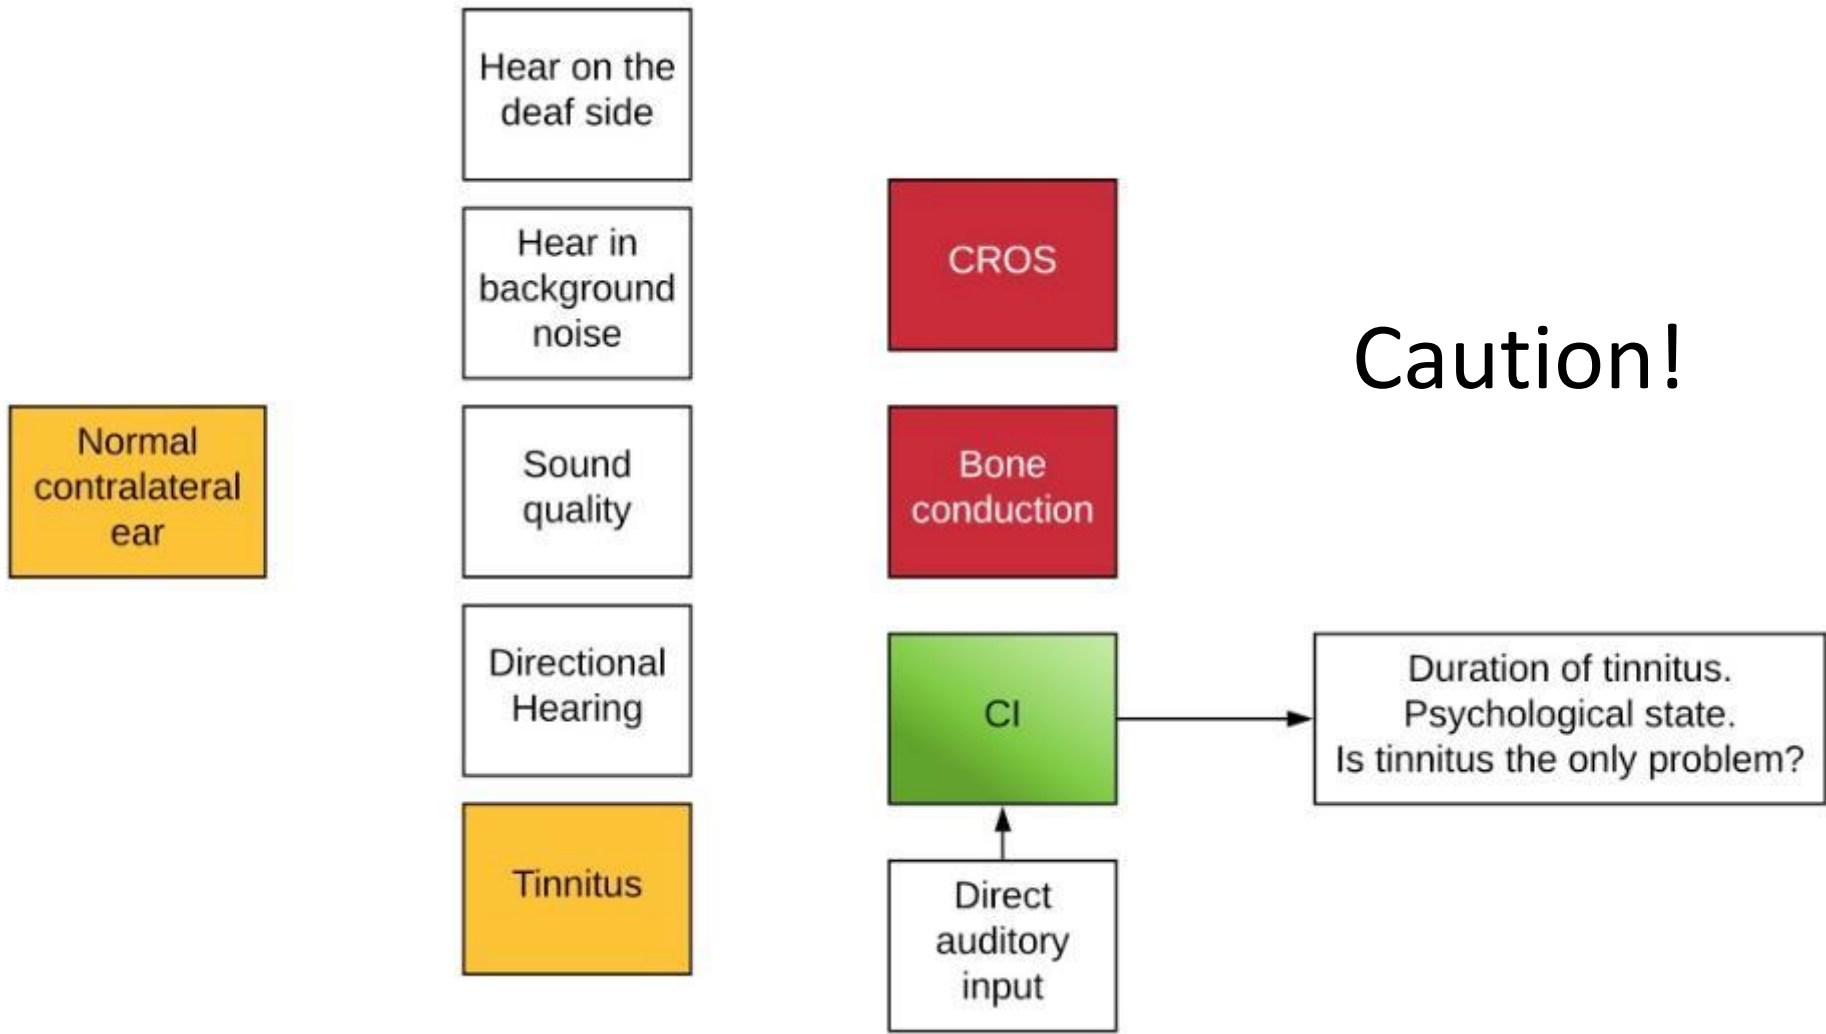 Normal
contralateral
ear
Hear on the
deaf side
Hear in
background
noise
Sound
quality
Directional
Hearing
Tinnitus
CROS
Bone
conduction
CI
Direct
auditory
input
Caution!
Duration of tinnitus.
Psychological state.
Is tinnitus the only problem?